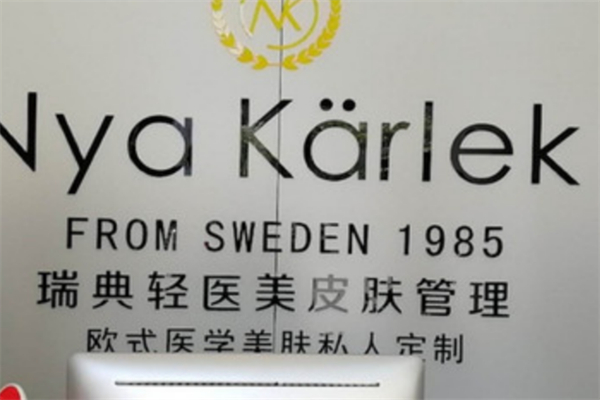 NK
Nya Kärlek
FROM SWEDEN 1985
瑞典轻医美皮肤管理
欧式医学美肤私人定制